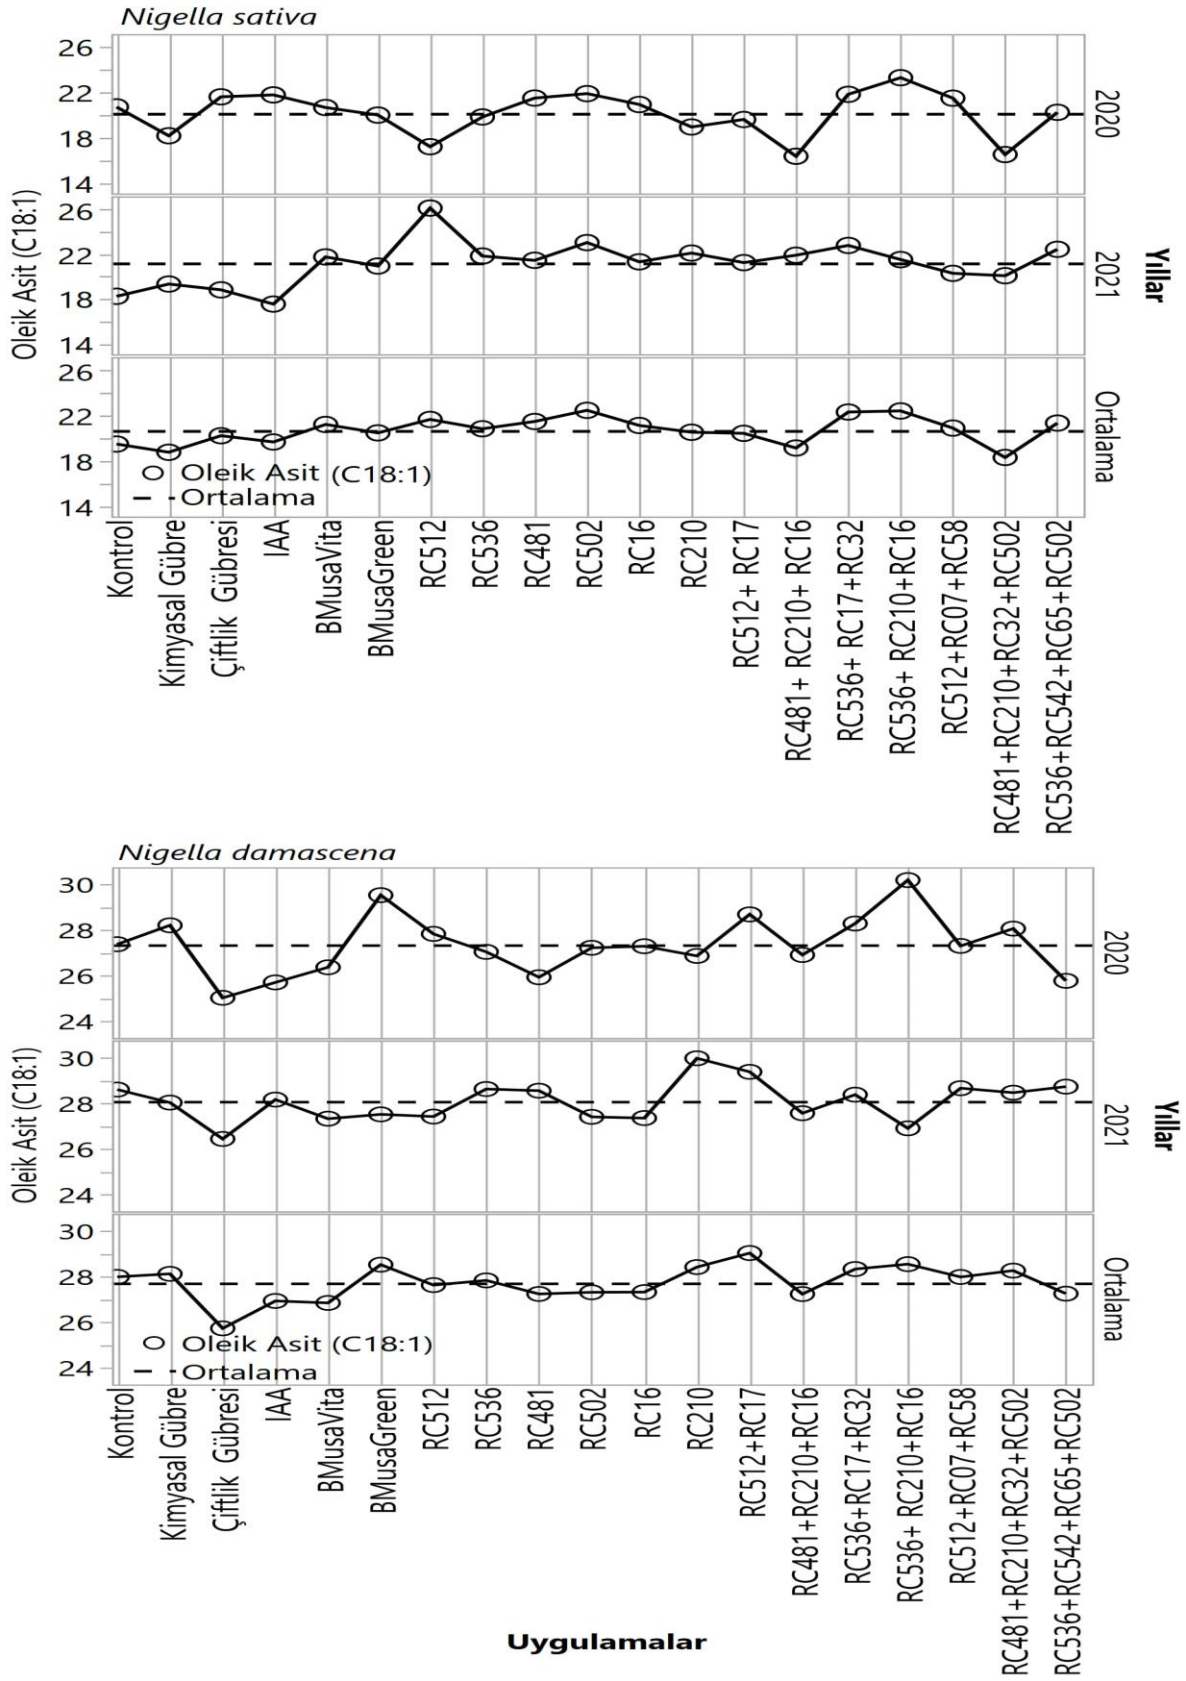 Nigella sativa
26
22
18
14
2020
26
22
18
14
2021
26
22
18
14
Ortalama
Oleik Asit (C18:1)
Yıllar
Oleik Asit (C18:1)
Ortalama
Kontrol
Kimyasal Gübre
Çiftlik Gübresi
IAA
BMusaVita
BMusaGreen
RC512
RC536
RC481
RC502
RC16
RC210
RC512+ RC17
RC481+ RC210+ RC16
RC536+ RC17+RC32
RC536+ RC210+RC16
RC512+RC07+RC58
RC481+RC210+RC32+RC502
RC536+RC542+RC65+RC502
Nigella damascena
30
28
26
24
2020
30
28
26
24
2021
30
28
26
24
Ortalama
Oleik Asit (C18:1)
Yıllar
Oleik Asit (C18:1)
Ortalama
Kontrol
Kimyasal Gübre
Çiftlik Gübresi
IAA
BMusaVita
BMusaGreen
RC512
RC536
RC481
RC502
RC16
RC210
RC512+RC17
RC481+RC210+RC16
RC536+RC17+RC32
RC536+ RC210+RC16
RC512+RC07+RC58
RC481+RC210+RC32+RC502
RC536+RC542+RC65+RC502
Uygulamalar